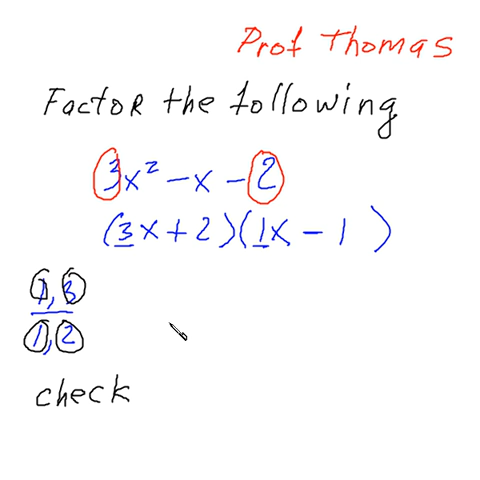 Prof Thomas
Factor the following
3x² - x - 2
(3x + 2)(1x - 1)
1, 3
1, 2
check